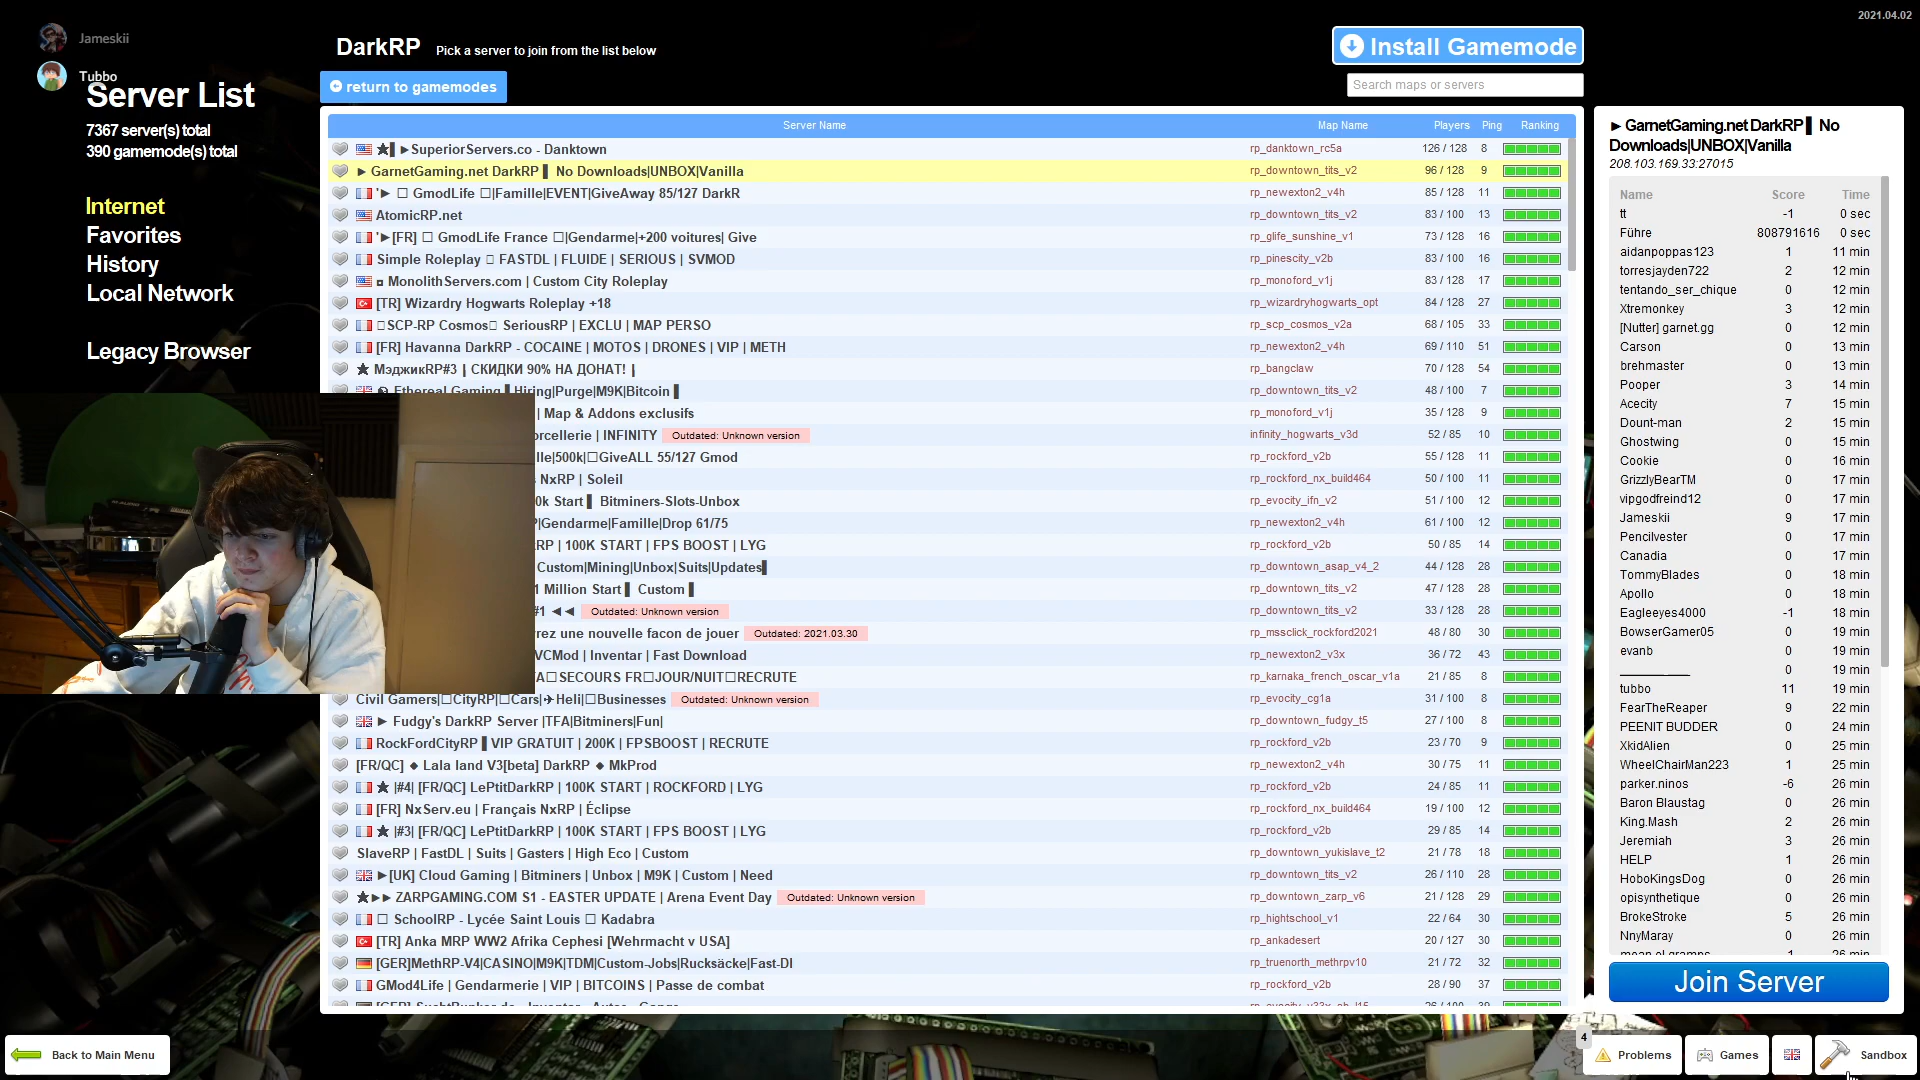 2021.04.02
Jameskii
Tubbo
Server List
7367 server(s) total
390 gamemode(s) total
Internet
Favorites
History
Local Network
Legacy Browser
DarkRP Pick a server to join from the list below
Install Gamemode
return to gamemodes
Search maps or servers
Server Name Map Name Players Ping Ranking
★▌►SuperiorServers.co - Danktown rp_danktown_rc5a 126 / 128 8
► GarnetGaming.net DarkRP ▌ No Downloads|UNBOX|Vanilla rp_downtown_tits_v2 96 / 128 9
'► □ GmodLife □|Famille|EVENT|GiveAway 85/127 DarkR rp_newexton2_v4h 85 / 128 11
AtomicRP.net rp_downtown_tits_v2 83 / 100 13
'►[FR] □ GmodLife France □|Gendarme|+200 voitures| Give rp_glife_sunshine_v1 73 / 128 16
Simple Roleplay □ FASTDL | FLUIDE | SERIOUS | SVMOD rp_pinescity_v2b 83 / 100 16
¤ MonolithServers.com | Custom City Roleplay rp_monoford_v1j 83 / 128 17
[TR] Wizardry Hogwarts Roleplay +18 rp_wizardryhogwarts_opt 84 / 128 27
□SCP-RP Cosmos□ SeriousRP | EXCLU | MAP PERSO rp_scp_cosmos_v2a 68 / 105 33
[FR] Havanna DarkRP - COCAINE | MOTOS | DRONES | VIP | METH rp_newexton2_v4h 69 / 110 51
★ МэджикRP#3 ┇ СКИДКИ 90% НА ДОНАТ! ┇ rp_bangclaw 70 / 128 54
Ethereal Gaming ▌Hiring|Purge|M9K|Bitcoin ▌ rp_downtown_tits_v2 48 / 100 7
| Map & Addons exclusifs rp_monoford_v1j 35 / 128 9
orcellerie | INFINITY Outdated: Unknown version infinity_hogwarts_v3d 52 / 85 10
lle|500k|□GiveALL 55/127 Gmod rp_rockford_v2b 55 / 128 11
NxRP | Soleil rp_rockford_nx_build464 50 / 100 11
0k Start ▌ Bitminers-Slots-Unbox rp_evocity_ifn_v2 51 / 100 12
|Gendarme|Famille|Drop 61/75 rp_newexton2_v4h 61 / 100 12
RP | 100K START | FPS BOOST | LYG rp_rockford_v2b 50 / 85 14
Custom|Mining|Unbox|Suits|Updates▌ rp_downtown_asap_v4_2 44 / 128 28
1 Million Start ▌ Custom ▌ rp_downtown_tits_v2 47 / 128 28
#1 ◄◄ Outdated: Unknown version rp_downtown_tits_v2 33 / 128 28
rez une nouvelle facon de jouer Outdated: 2021.03.30 rp_mssclick_rockford2021 48 / 80 30
VCMod | Inventar | Fast Download rp_newexton2_v3x 36 / 72 43
A□SECOURS FR□JOUR/NUIT□RECRUTE rp_karnaka_french_oscar_v1a 21 / 85 8
Civil Gamers|□CityRP|□Cars|✈Heli|□Businesses Outdated: Unknown version rp_evocity_cg1a 31 / 100 8
► Fudgy's DarkRP Server |TFA|Bitminers|Fun| rp_downtown_fudgy_t5 27 / 100 8
RockFordCityRP ▌VIP GRATUIT | 200K | FPSBOOST | RECRUTE rp_rockford_v2b 23 / 70 9
[FR/QC] ◆ Lala land V3[beta] DarkRP ◆ MkProd rp_newexton2_v4h 30 / 75 11
★ |#4| [FR/QC] LePtitDarkRP | 100K START | ROCKFORD | LYG rp_rockford_v2b 24 / 85 11
[FR] NxServ.eu | Français NxRP | Éclipse rp_rockford_nx_build464 19 / 100 12
★ |#3| [FR/QC] LePtitDarkRP | 100K START | FPS BOOST | LYG rp_rockford_v2b 29 / 85 14
SlaveRP | FastDL | Suits | Gasters | High Eco | Custom rp_downtown_yukislave_t2 21 / 78 18
►[UK] Cloud Gaming | Bitminers | Unbox | M9K | Custom | Need rp_downtown_tits_v2 26 / 110 28
★►► ZARPGAMING.COM S1 - EASTER UPDATE | Arena Event Day Outdated: Unknown version rp_downtown_zarp_v6 21 / 128 29
□ SchoolRP - Lycée Saint Louis □ Kadabra rp_hightschool_v1 22 / 64 30
[TR] Anka MRP WW2 Afrika Cephesi [Wehrmacht v USA] rp_ankadesert 20 / 127 30
[GER]MethRP-V4|CASINO|M9K|TDM|Custom-Jobs|Rucksäcke|Fast-Dl rp_truenorth_methrpv10 21 / 72 32
GMod4Life | Gendarmerie | VIP | BITCOINS | Passe de combat rp_rockford_v2b 28 / 90 37
► GarnetGaming.net DarkRP ▌ No
Downloads|UNBOX|Vanilla
208.103.169.33:27015
Name Score Time
tt -1 0 sec
Führe 808791616 0 sec
aidanpoppas123 1 11 min
torresjayden722 2 12 min
tentando_ser_chique 0 12 min
Xtremonkey 3 12 min
[Nutter] garnet.gg 0 12 min
Carson 0 13 min
brehmaster 0 13 min
Pooper 3 14 min
Acecity 7 15 min
Dount-man 2 15 min
Ghostwing 0 15 min
Cookie 0 16 min
GrizzlyBearTM 0 17 min
vipgodfreind12 0 17 min
Jameskii 9 17 min
Pencilvester 0 17 min
Canadia 0 17 min
TommyBlades 0 18 min
Apollo 0 18 min
Eagleeyes4000 -1 18 min
BowserGamer05 0 19 min
evanb 0 19 min
__________ 0 19 min
tubbo 11 19 min
FearTheReaper 9 22 min
PEENIT BUDDER 0 24 min
XkidAlien 0 25 min
WheelChairMan223 1 25 min
parker.ninos -6 26 min
Baron Blaustag 0 26 min
King.Mash 2 26 min
Jeremiah 3 26 min
HELP 1 26 min
HoboKingsDog 0 26 min
opisynthetique 0 26 min
BrokeStroke 5 26 min
NnyMaray 0 26 min
Join Server
Back to Main Menu
4
Problems
Games
Sandbox